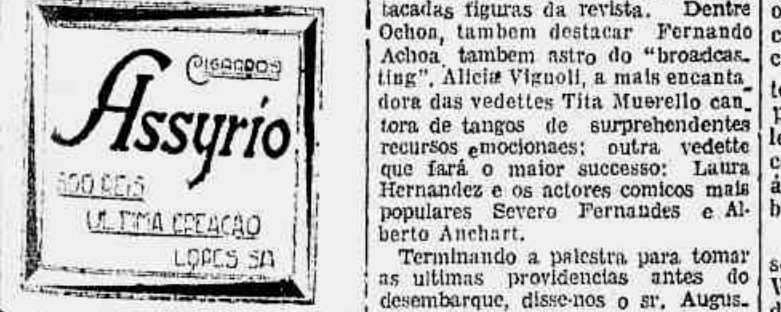 CIGARROS
Assyrio
500 REIS
ULTIMA CREAÇÃO
LOPES SA
tacadas figuras da revista. Dentre
Ochoa, tambem destacar Fernando
Achoa tambem astro do "broadcas-
ting", Alicia Vignoli, a mais encanta
dora das vedettes Tita Muerello can-
tora de tangos de surprehendentes
recursos emocionaes; outra vedette
que fará o maior successo: Laura
Hernandez e os actores comicos mais
populares Severo Fernandes e Al-
berto Anchart.
Terminando a palestra para tomar
as ultimas providencias antes do
desembarque, disse-nos o sr. Augus-